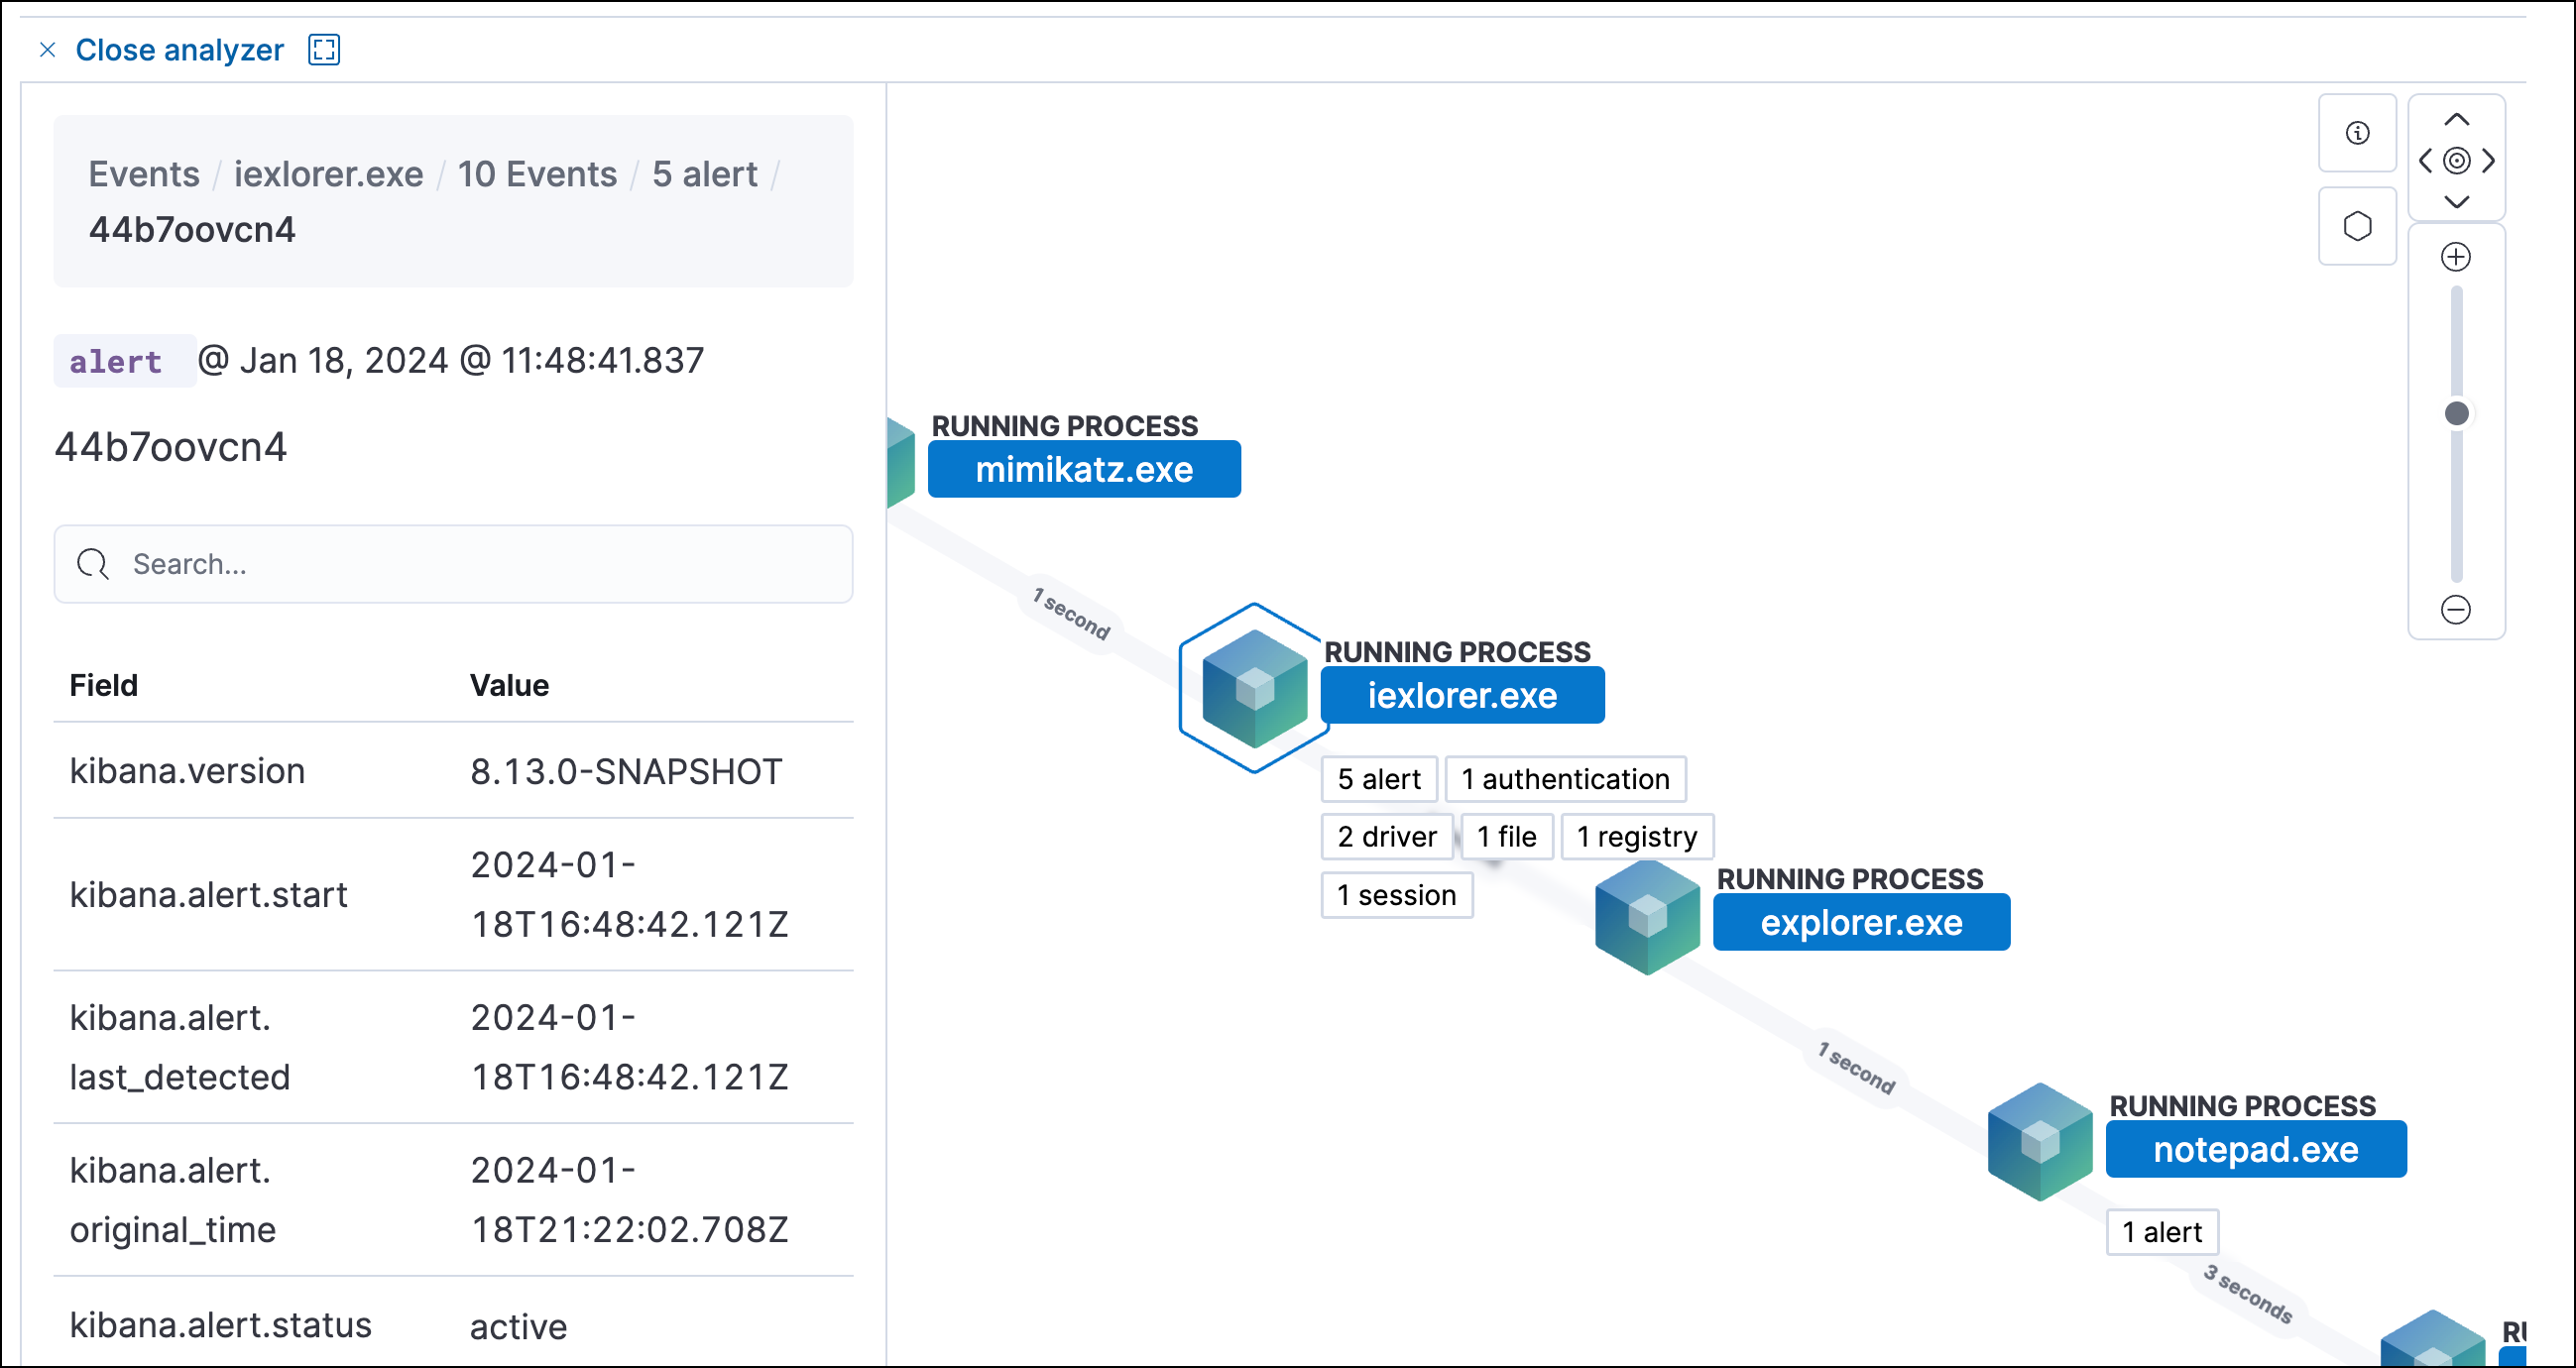 Close analyzer
Events / iexlorer.exe / 10 Events / 5 alert /
44b7oovcn4
alert @ Jan 18, 2024 @ 11:48:41.837
44b7oovcn4
Search...
Field Value
kibana.version 8.13.0-SNAPSHOT
kibana.alert.start 2024-01-
18T16:48:42.121Z
kibana.alert. 2024-01-
last_detected 18T16:48:42.121Z
kibana.alert. 2024-01-
original_time 18T21:22:02.708Z
kibana.alert.status active
RUNNING PROCESS
mimikatz.exe
1 second
RUNNING PROCESS
iexlorer.exe
5 alert 1 authentication
2 driver 1 file 1 registry
1 session
RUNNING PROCESS
explorer.exe
1 second
RUNNING PROCESS
notepad.exe
1 alert
3 seconds